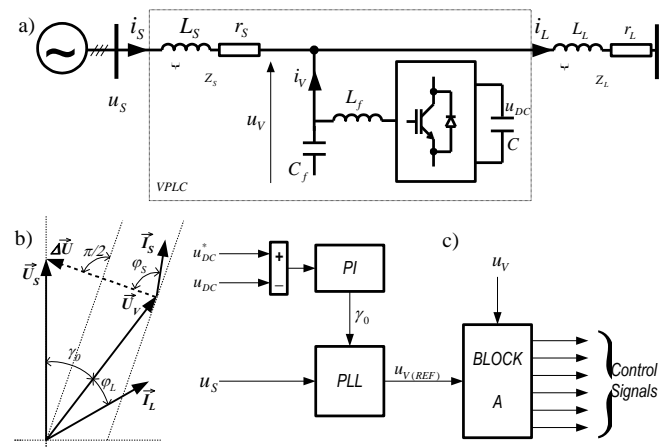 a)
i_S
L_S
r_S
Z_S
u_S
u_V
i_V
L_f
C_f
u_DC
C
i_L
L_L
r_L
Z_L
VPLC
b)
ΔU
U_S
π/2
I_S
φ_S
U_V
γ_0
φ_L
I_L
c)
u*_DC
u_DC
+
−
PI
γ_0
u_S
PLL
u_V(REF)
u_V
BLOCK
A
Control
Signals